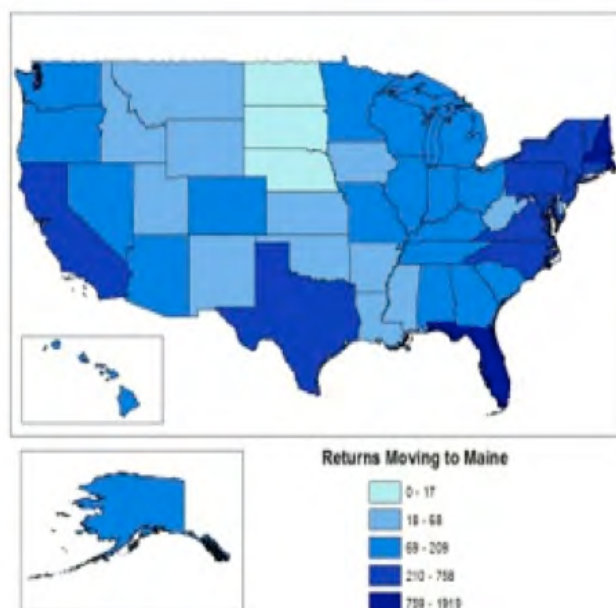 Returns Moving to Maine
0 - 17
18 - 68
69 - 209
210 - 758
759 - 1919